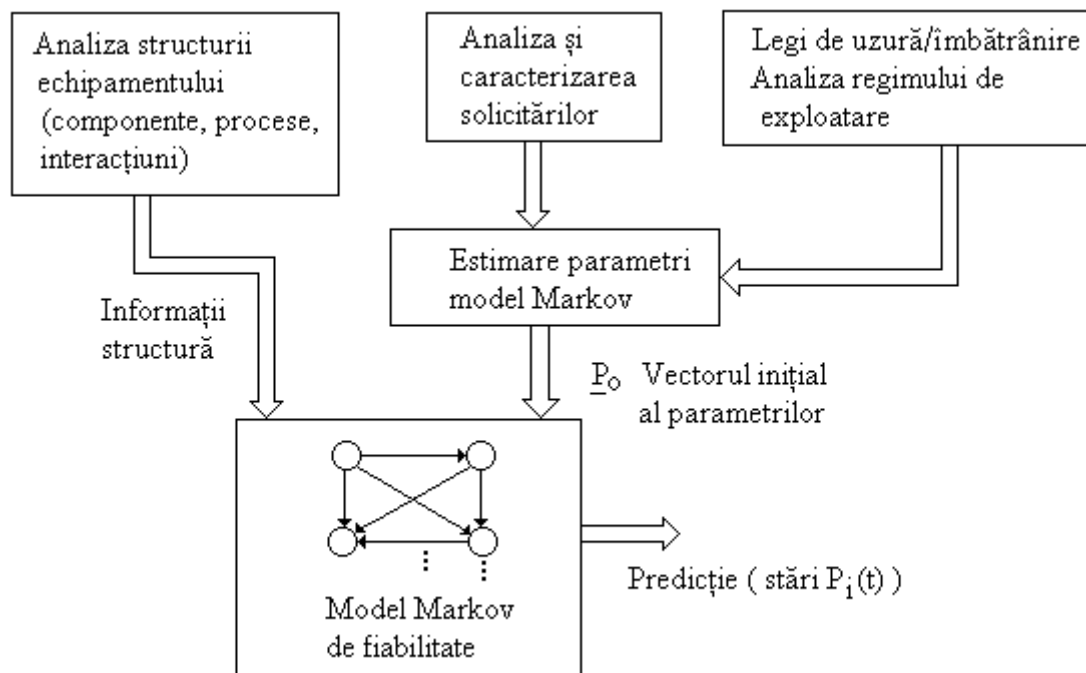 Analiza structurii
echipamentului
(componente, procese,
interacțiuni)
Analiza și
caracterizarea
solicitărilor
Legi de uzură/îmbătrânire
Analiza regimului de
exploatare
Estimare parametri
model Markov
Informații
structură
P₀ Vectorul inițial
al parametrilor
Model Markov
de fiabilitate
Predicție ( stări Pᵢ(t) )